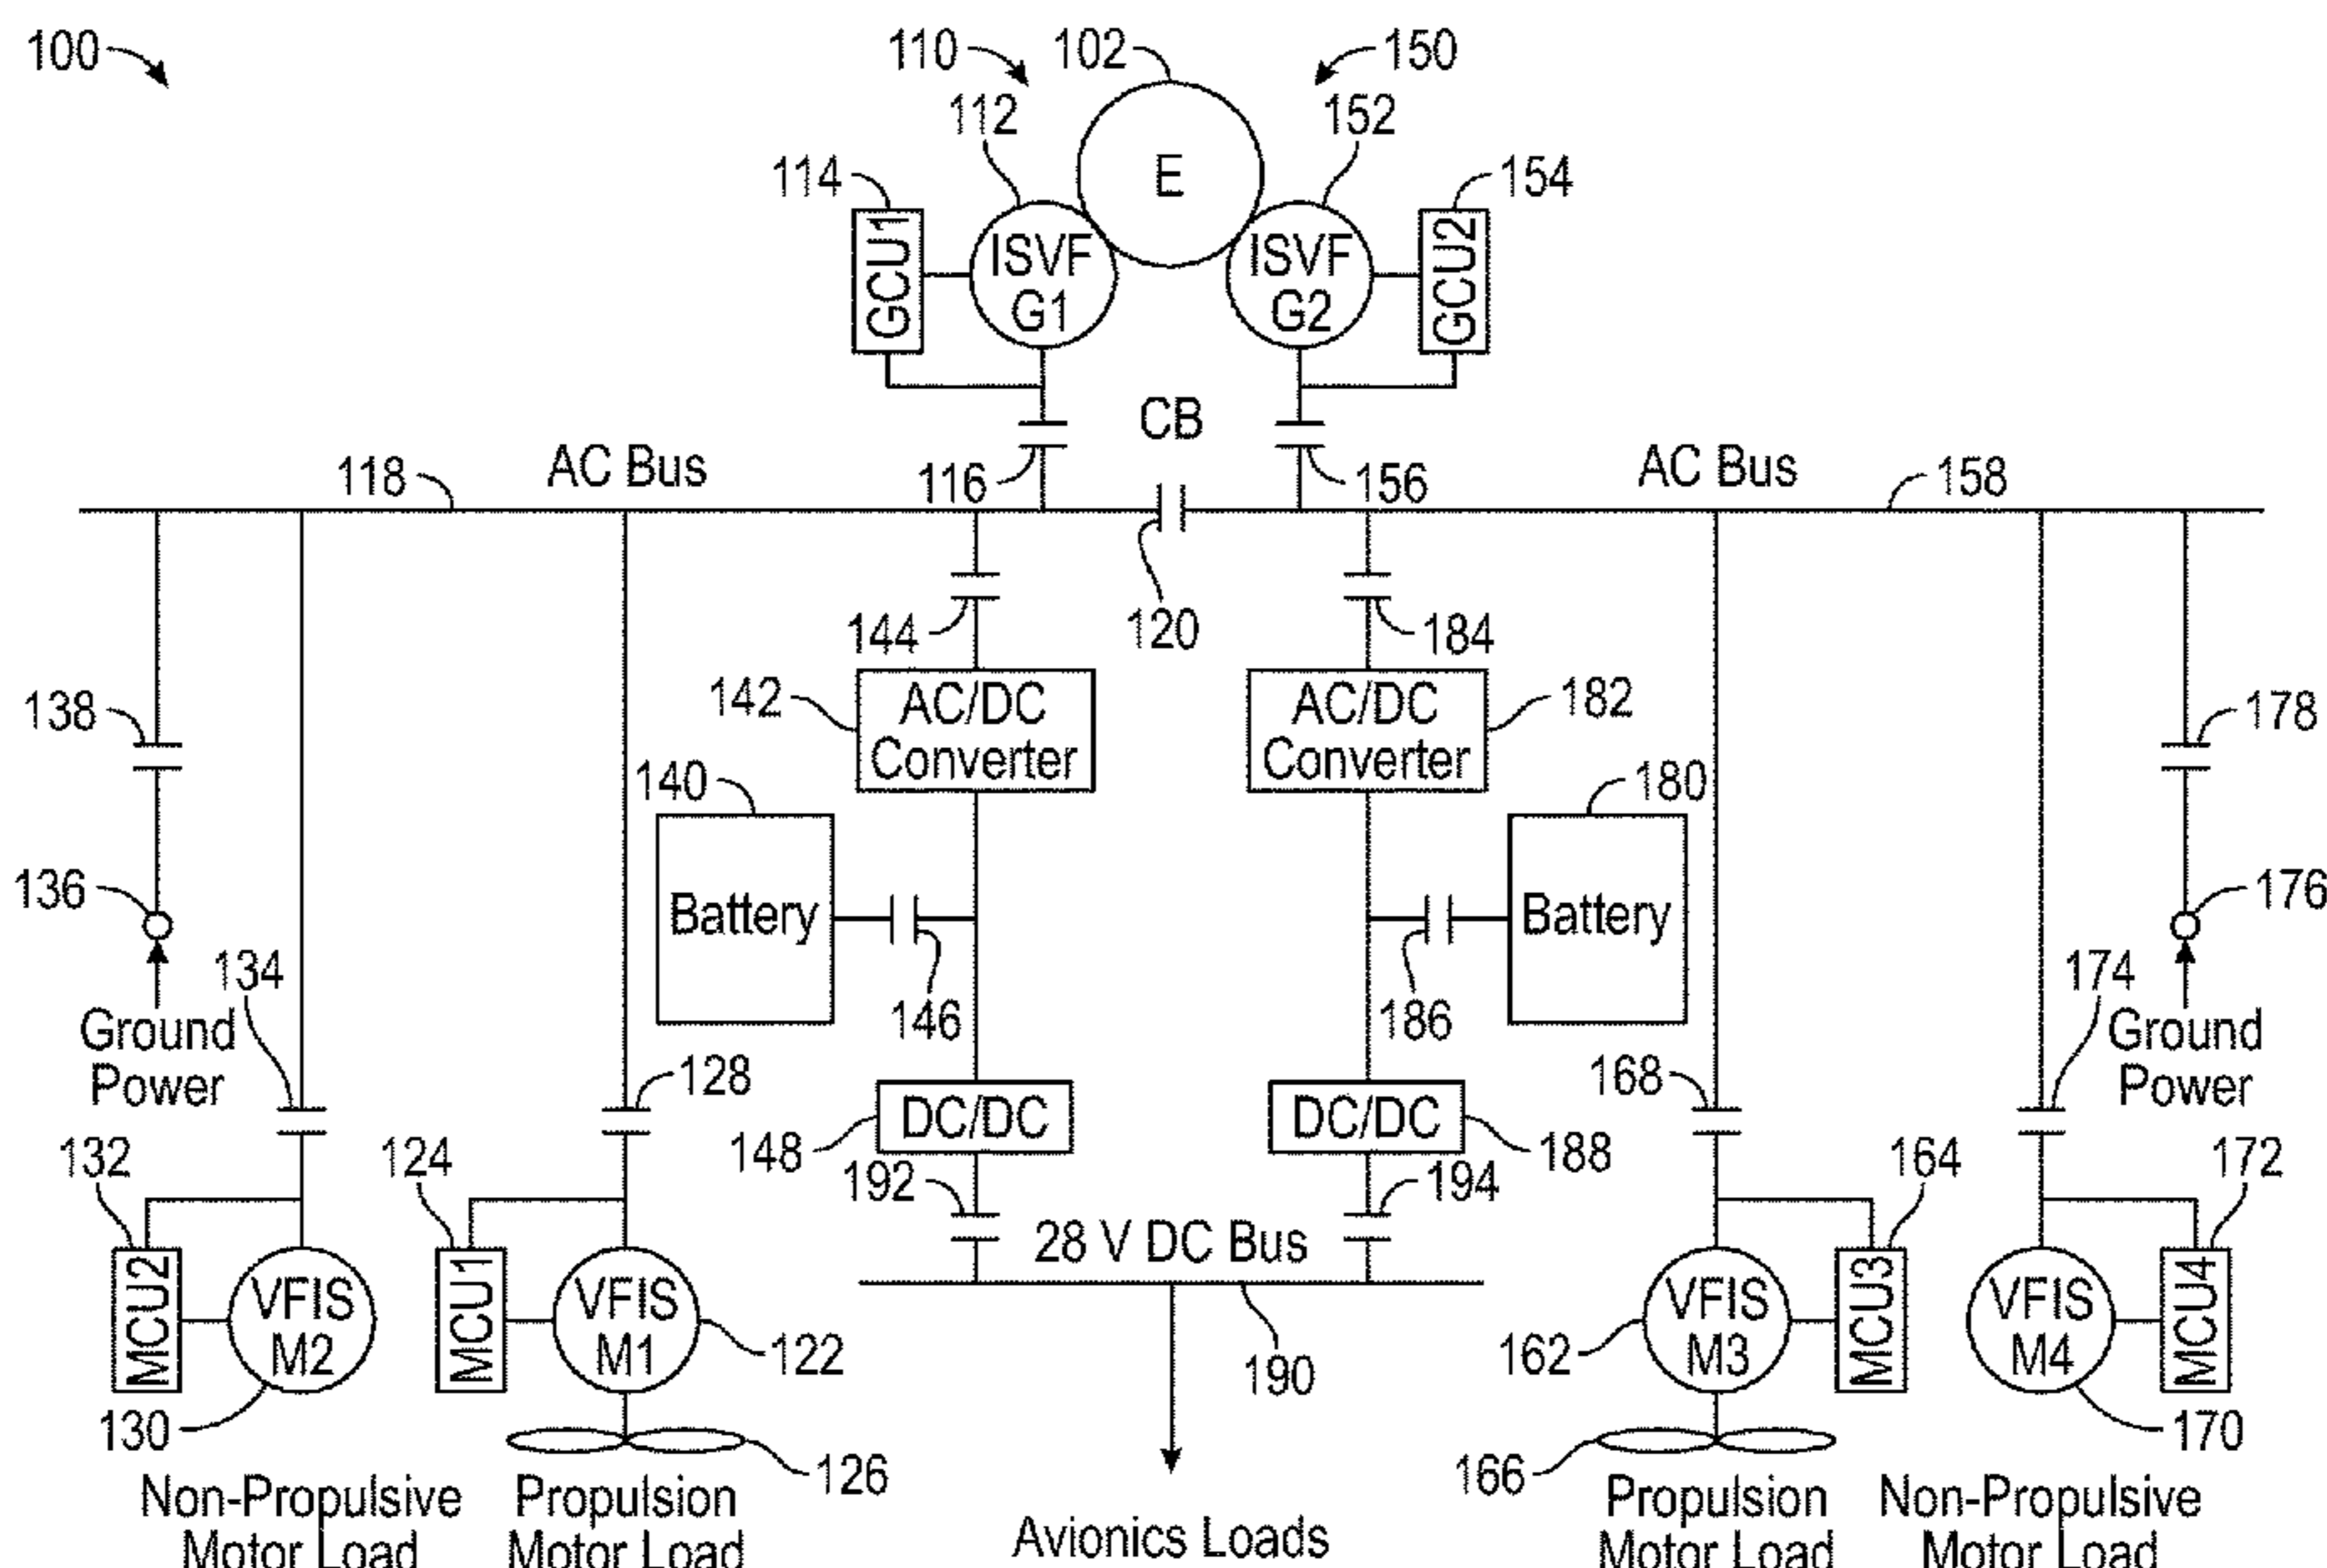 100
110
102
150
112
152
E
114
154
GCU1
ISVF
G1
ISVF
G2
GCU2
CB
118
AC Bus
116
156
AC Bus
158
144
120
184
138
142
AC/DC
Converter
AC/DC
Converter
182
178
140
180
136
Battery
Battery
176
134
146
186
174
Ground
Power
Ground
Power
128
168
148
DC/DC
DC/DC
188
132
124
192
194
164
172
28 V DC Bus
MCU2
VFIS
M2
MCU1
VFIS
M1
122
190
162
VFIS
M3
MCU3
VFIS
M4
MCU4
130
126
166
170
Non-Propulsive
Motor Load
Propulsion
Motor Load
Avionics Loads
Propulsion
Motor Load
Non-Propulsive
Motor Load